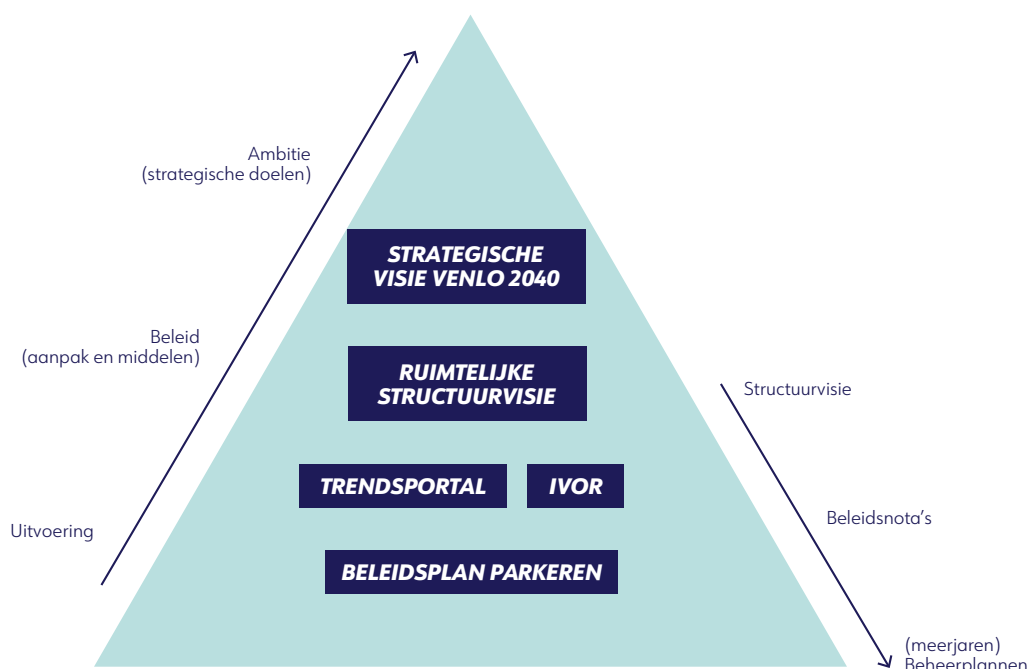 Ambitie
(strategische doelen)
STRATEGISCHE
VISIE VENLO 2040
Beleid
(aanpak en middelen)
RUIMTELIJKE
STRUCTUURVISIE
Structuurvisie
TRENDSPORTAL
IVOR
Uitvoering
Beleidsnota's
BELEIDSPLAN PARKEREN
(meerjaren)
Beheerplannen